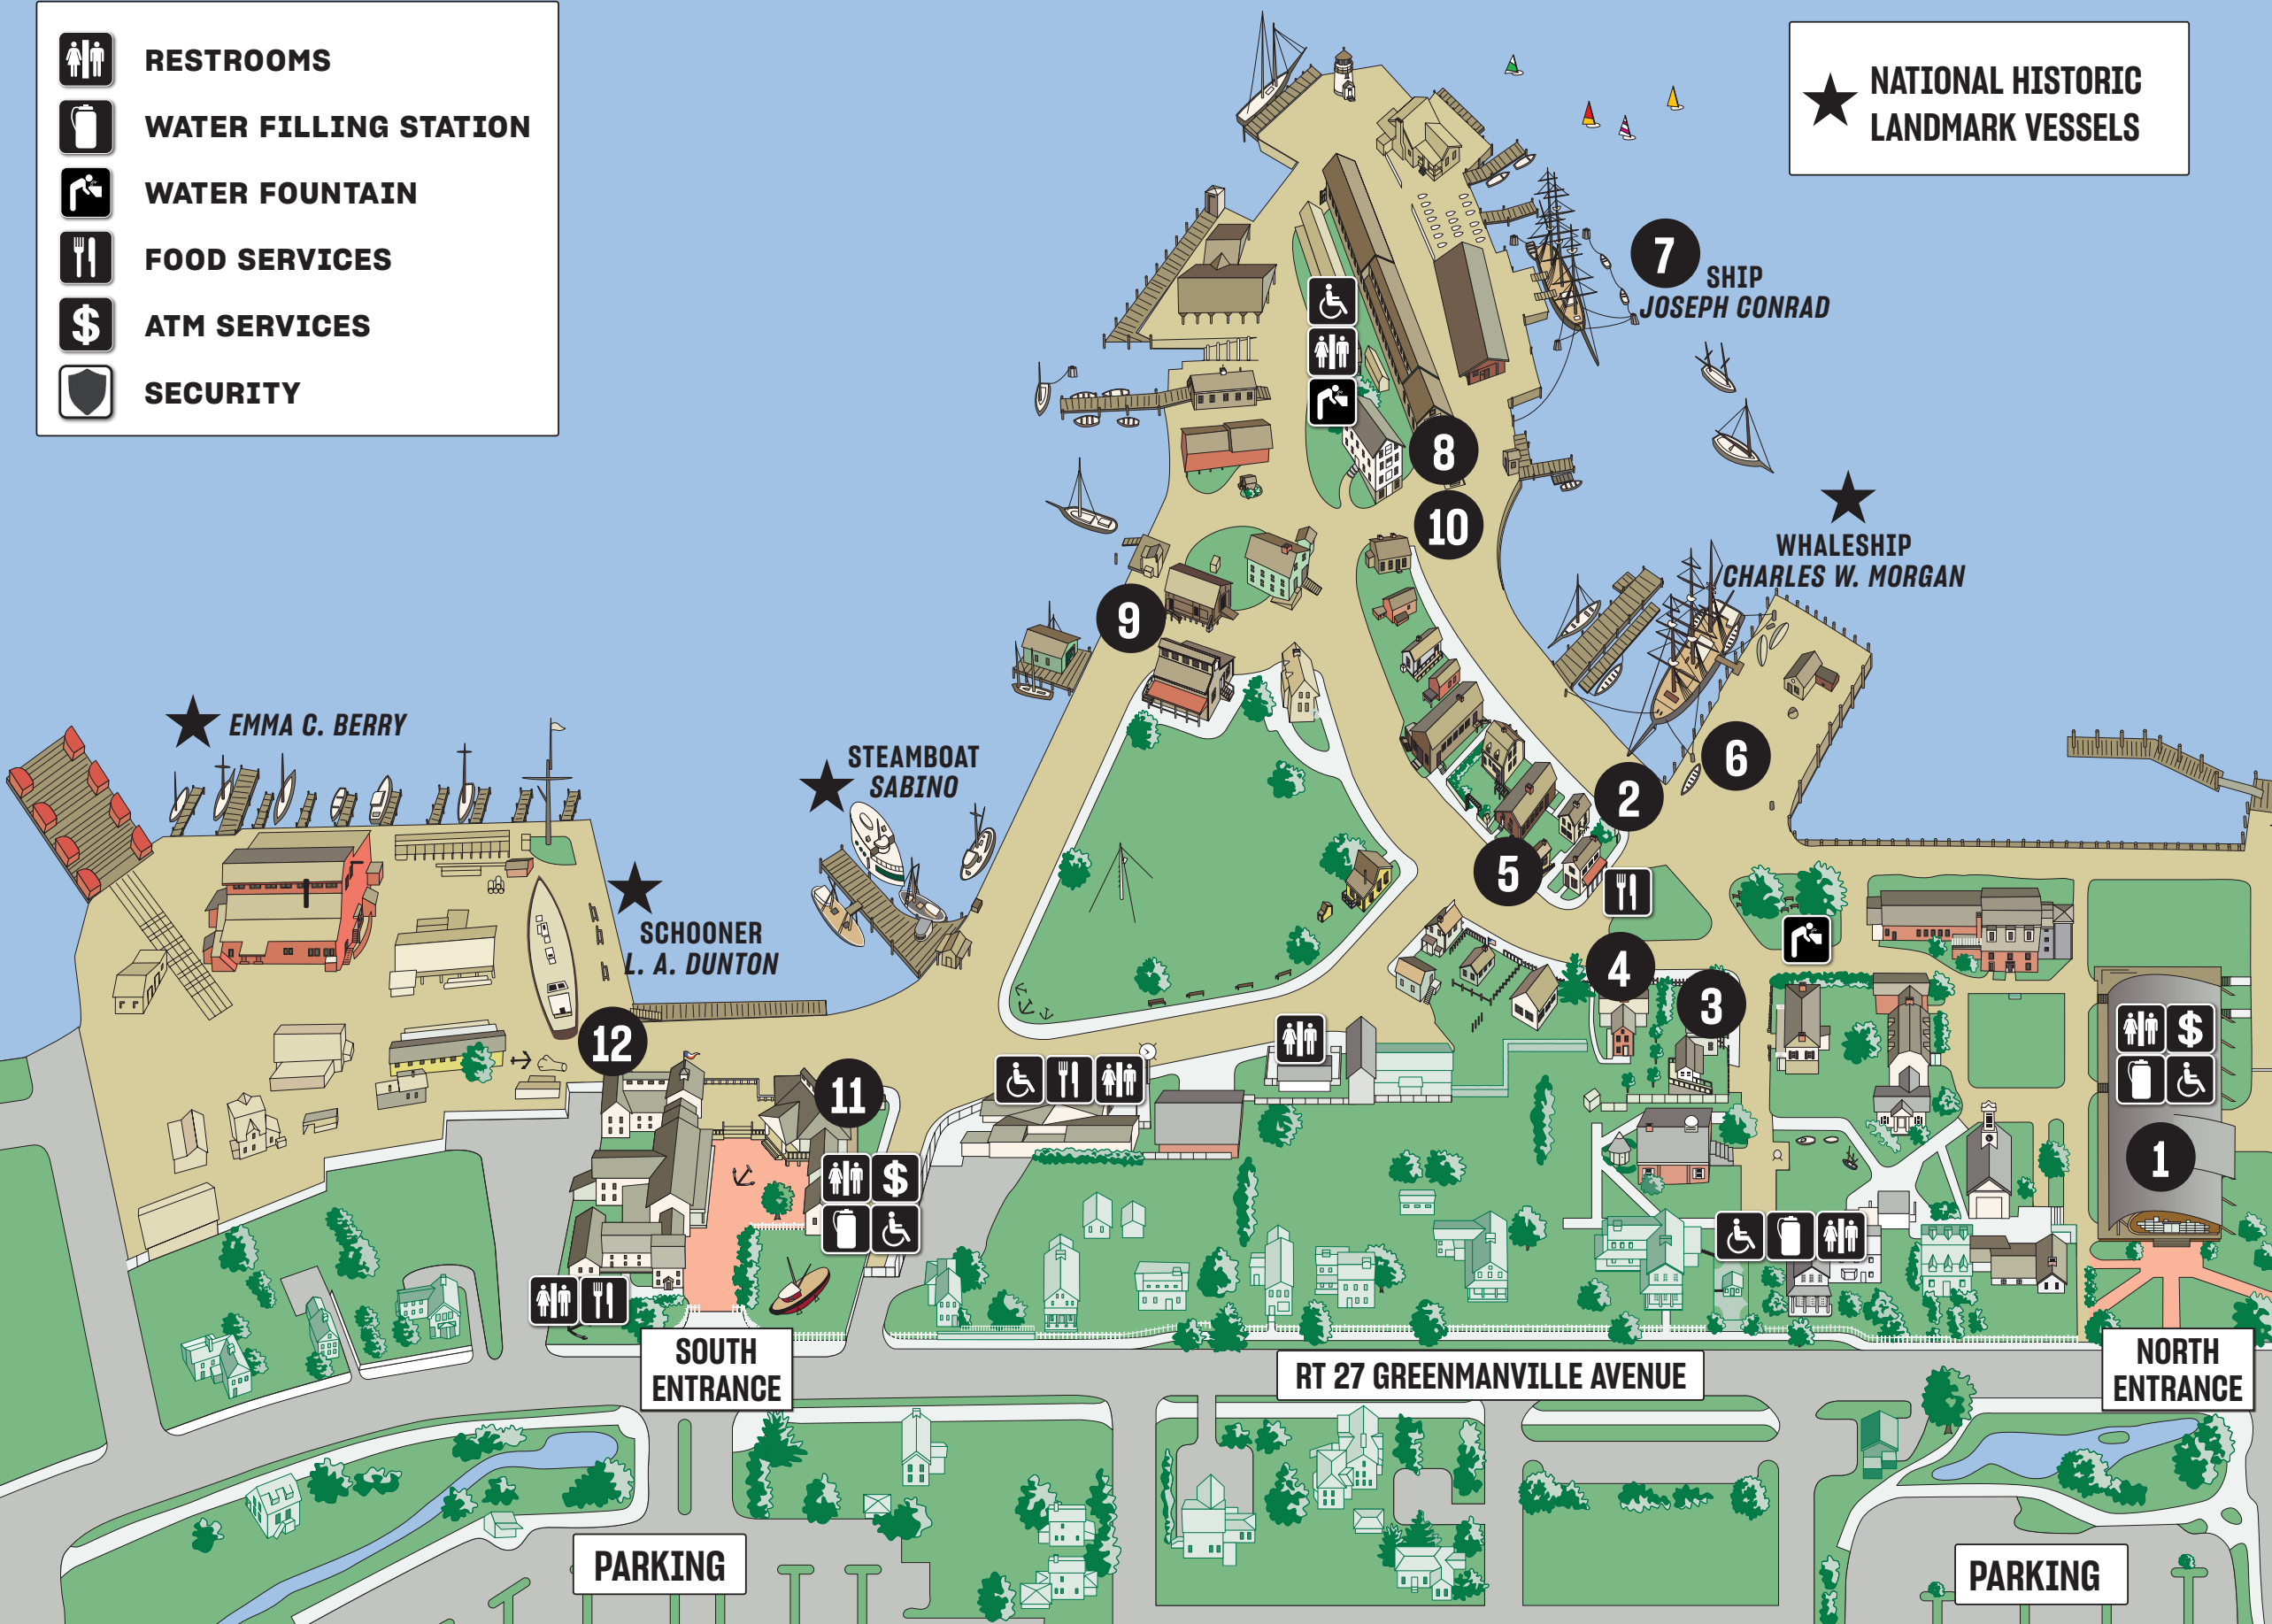 RESTROOMS
WATER FILLING STATION
WATER FOUNTAIN
FOOD SERVICES
$ ATM SERVICES
SECURITY
NATIONAL HISTORIC
LANDMARK VESSELS
7
SHIP
JOSEPH CONRAD
8
10
WHALESHIP
CHARLES W. MORGAN
9
EMMA C. BERRY
STEAMBOAT
SABINO
6
2
5
SCHOONER
L. A. DUNTON
4
3
12
11
$
1
$
SOUTH
ENTRANCE
RT 27 GREENMANVILLE AVENUE
NORTH
ENTRANCE
PARKING
PARKING